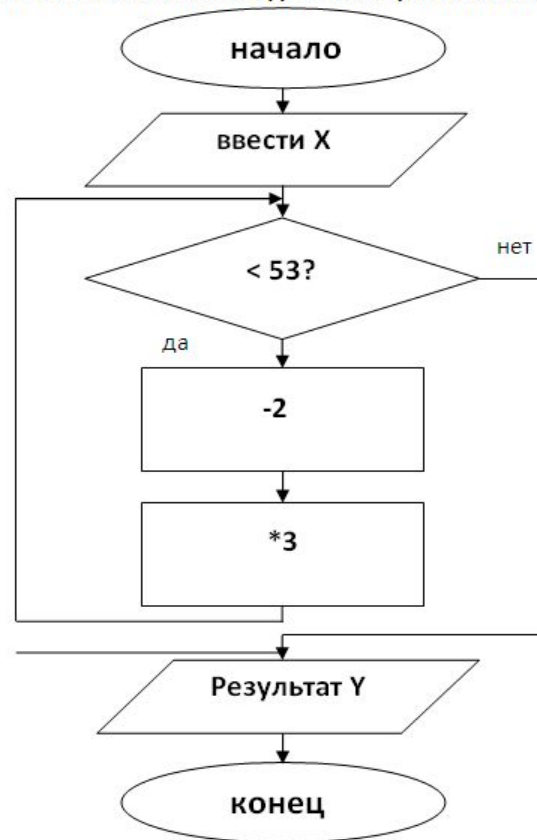 начало
ввести X
< 53?
нет
да
-2
*3
Результат Y
конец